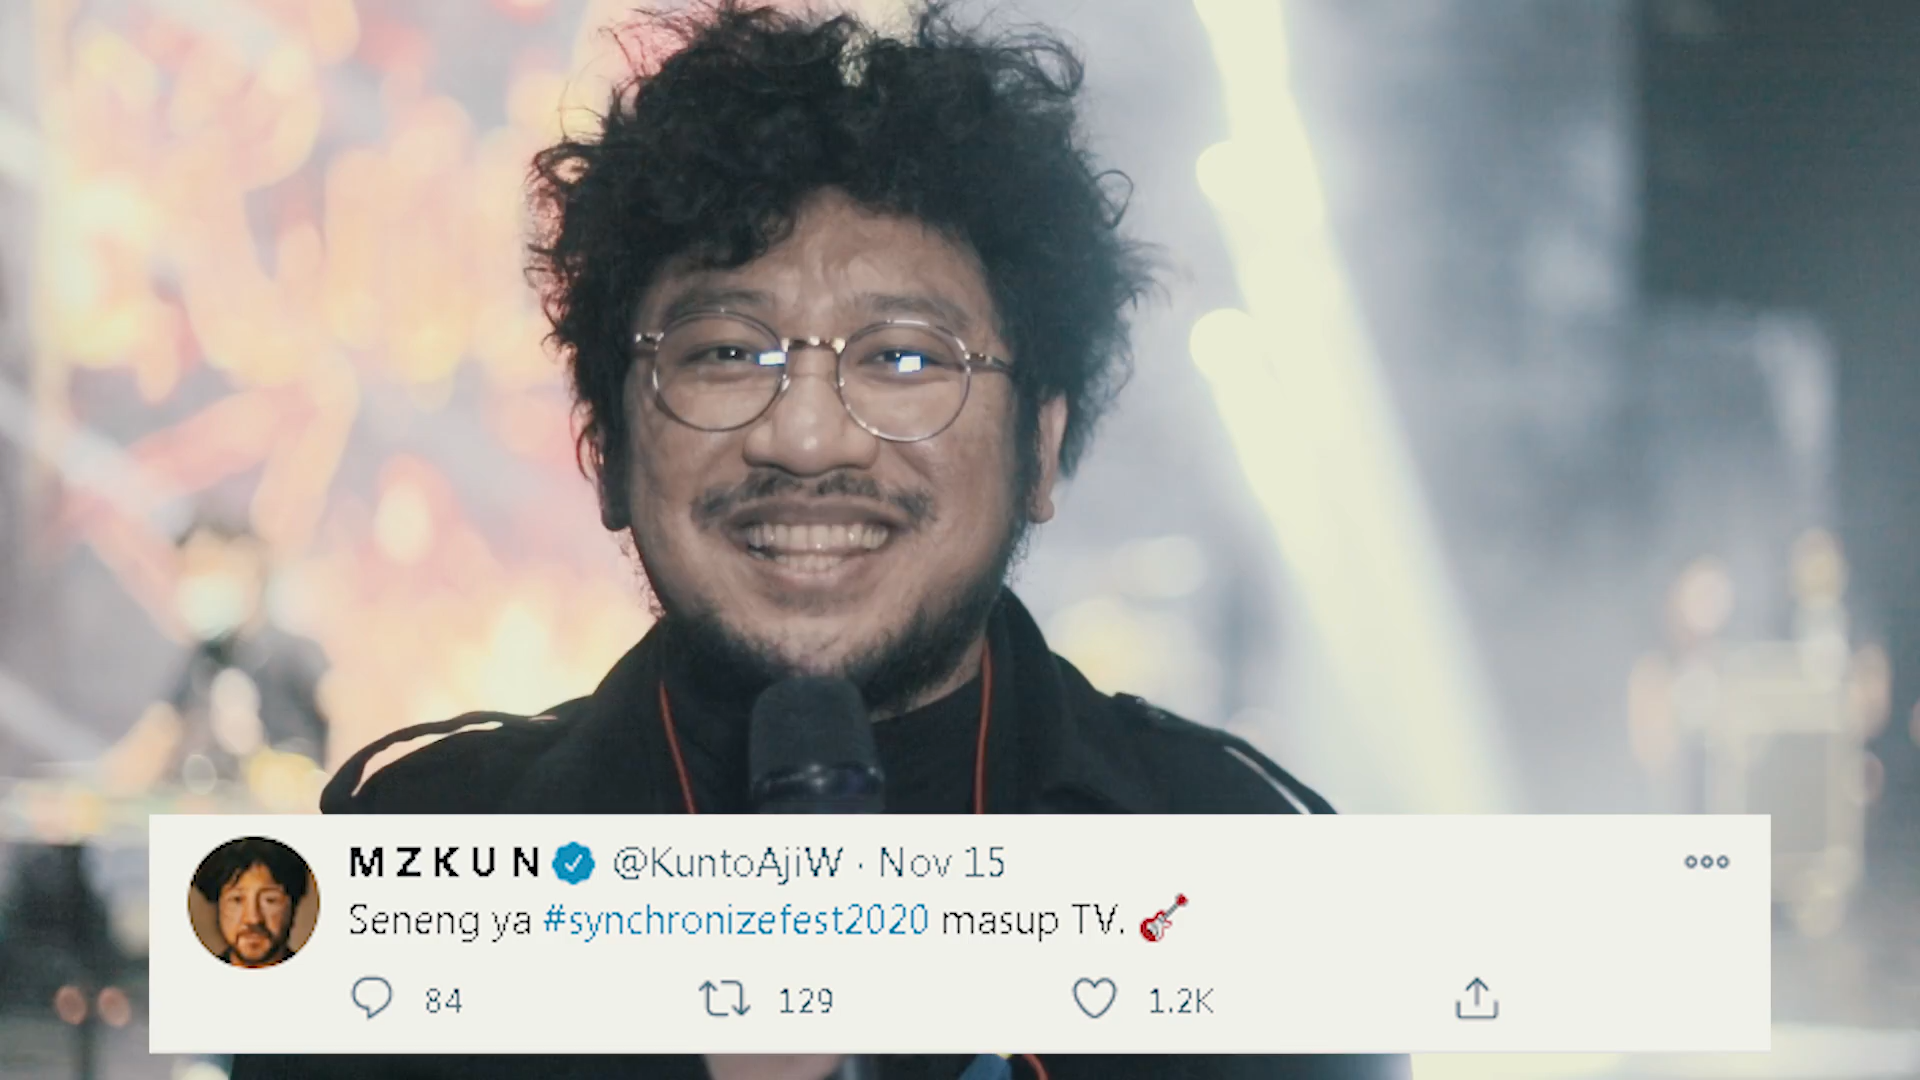 MZKUN @KuntoAjiW · Nov 15
Seneng ya #synchronizefest2020 masup TV.
84 129 1.2K